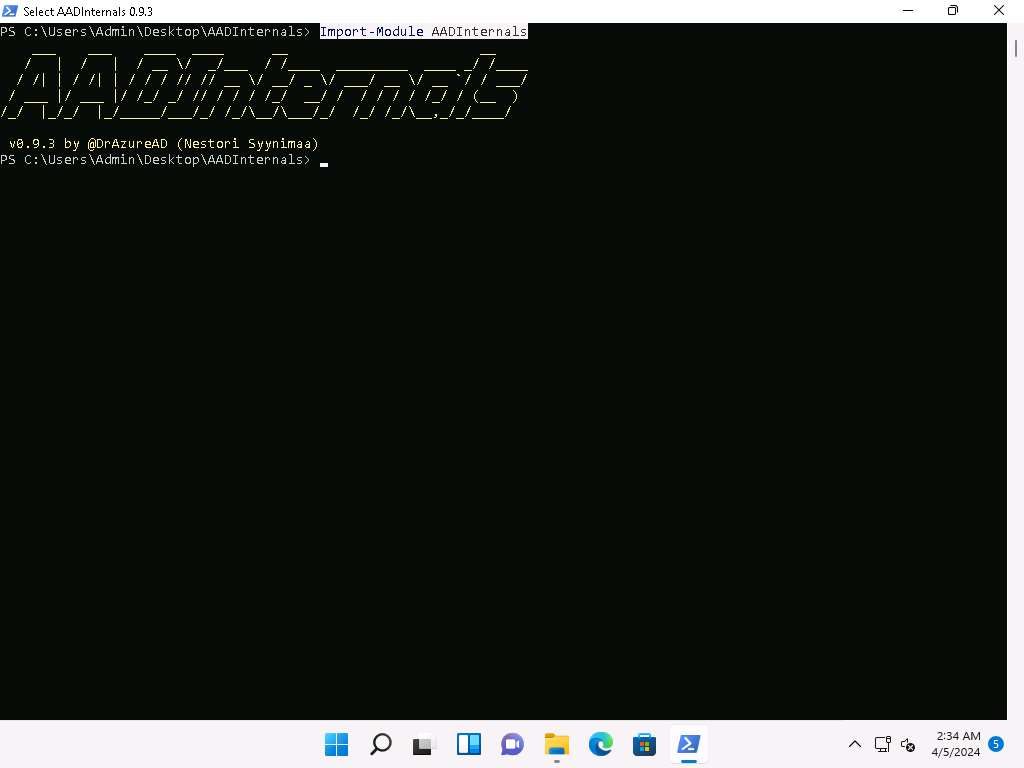 Select AADInternals 0.9.3
PS C:\Users\Admin\Desktop\AADInternals> Import-Module AADInternals
AADInternals
v0.9.3 by @DrAzureAD (Nestori Syynimaa)
PS C:\Users\Admin\Desktop\AADInternals>
2:34 AM
4/5/2024
5